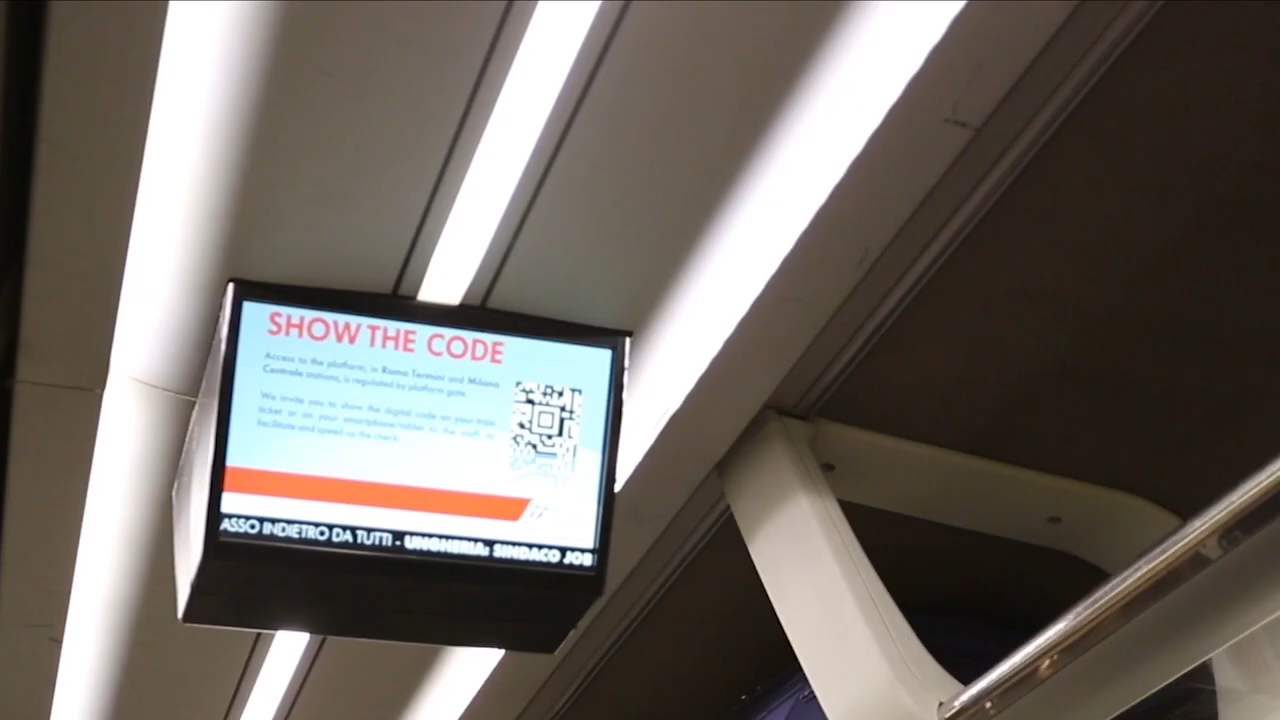 SHOW THE CODE
Access to the platform, in Roma Termini and Milano
Centrale stations, is regulated by platform gate.
We invite you to show the digital code on your train
ticket or on your smartphone/tablet to the staff to
facilitate and speed up the check.
ASSO INDIETRO DA TUTTI - UNGHERIA: SINDACO JOB